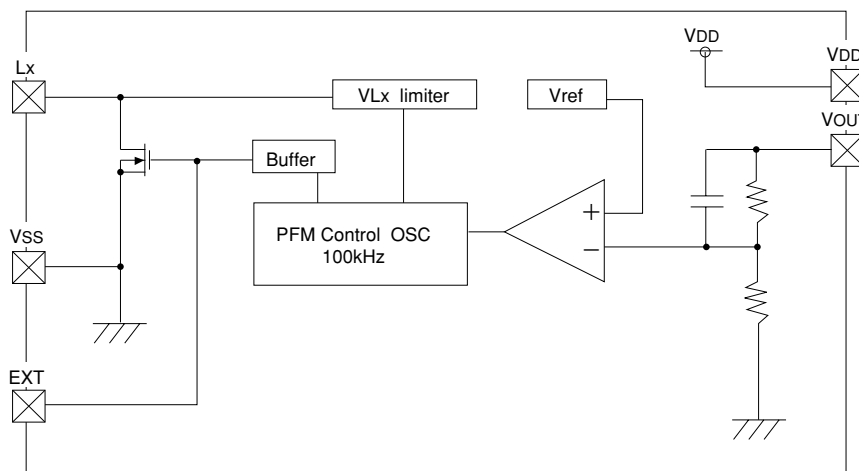 Lx
VDD
VDD
VLx limiter
Vref
VOUT
Buffer
+
PFM Control OSC
100kHz
−
VSS
EXT